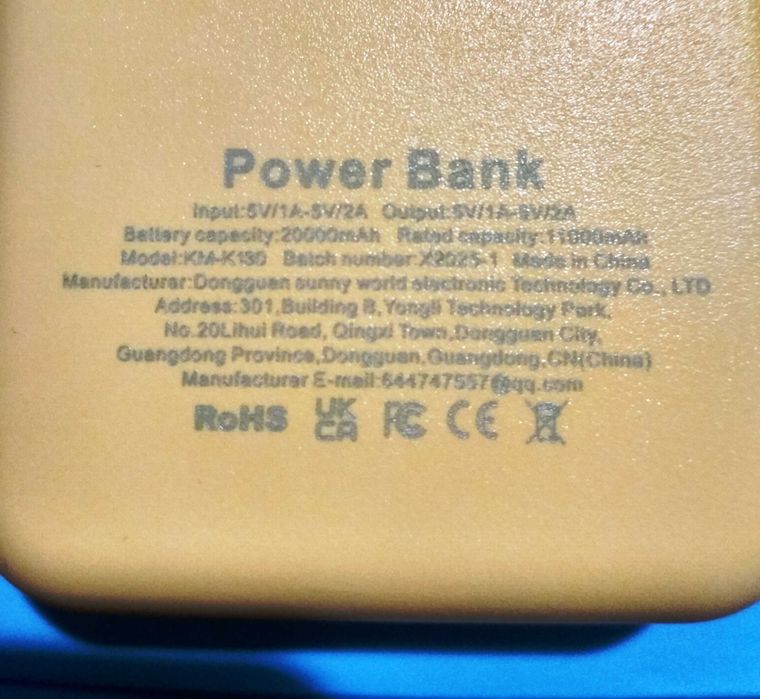 Power Bank
Input:5V/1A-5V/2A Output:5V/1A-5V/2A
Battery capacity:20000mAh Rated capacity:11000mAh
Model:KM-K130 Batch number:X2025-1 Made in China
Manufacturer:Dongguan sunny world electronic Technology Co., LTD
Address:301,Building B,Yongli Technology Park,
No.20Lihui Road, Qingxi Town,Dongguan City,
Guangdong Province,Dongguan,Guangdong,CN(China)
Manufacturer E-mail:644747557@qq.com
RoHS UK CA FC CE